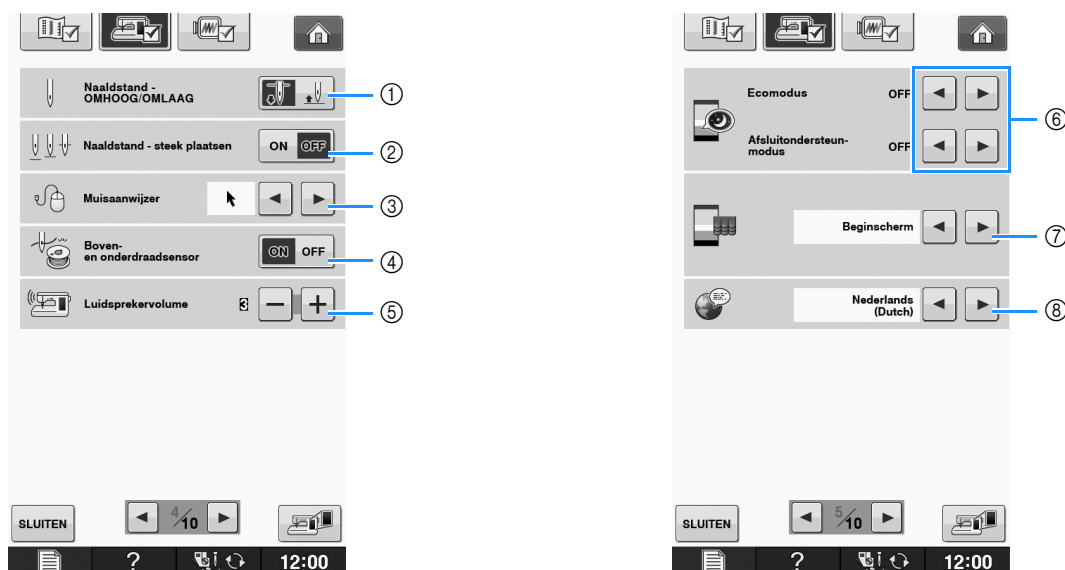 Naaldstand -
OMHOOG/OMLAAG
①
Naaldstand - steek plaatsen
ON OFF
②
Muisaanwijzer
③
Boven-
en onderdraadsensor
ON OFF
④
Luidsprekervolume 3 − +
⑤
SLUITEN
4/10
? i 12:00
Ecomodus OFF
⑥
Afsluitondersteun-
modus OFF
Beginscherm
⑦
Nederlands
(Dutch)
⑧
SLUITEN
5/10
? i 12:00